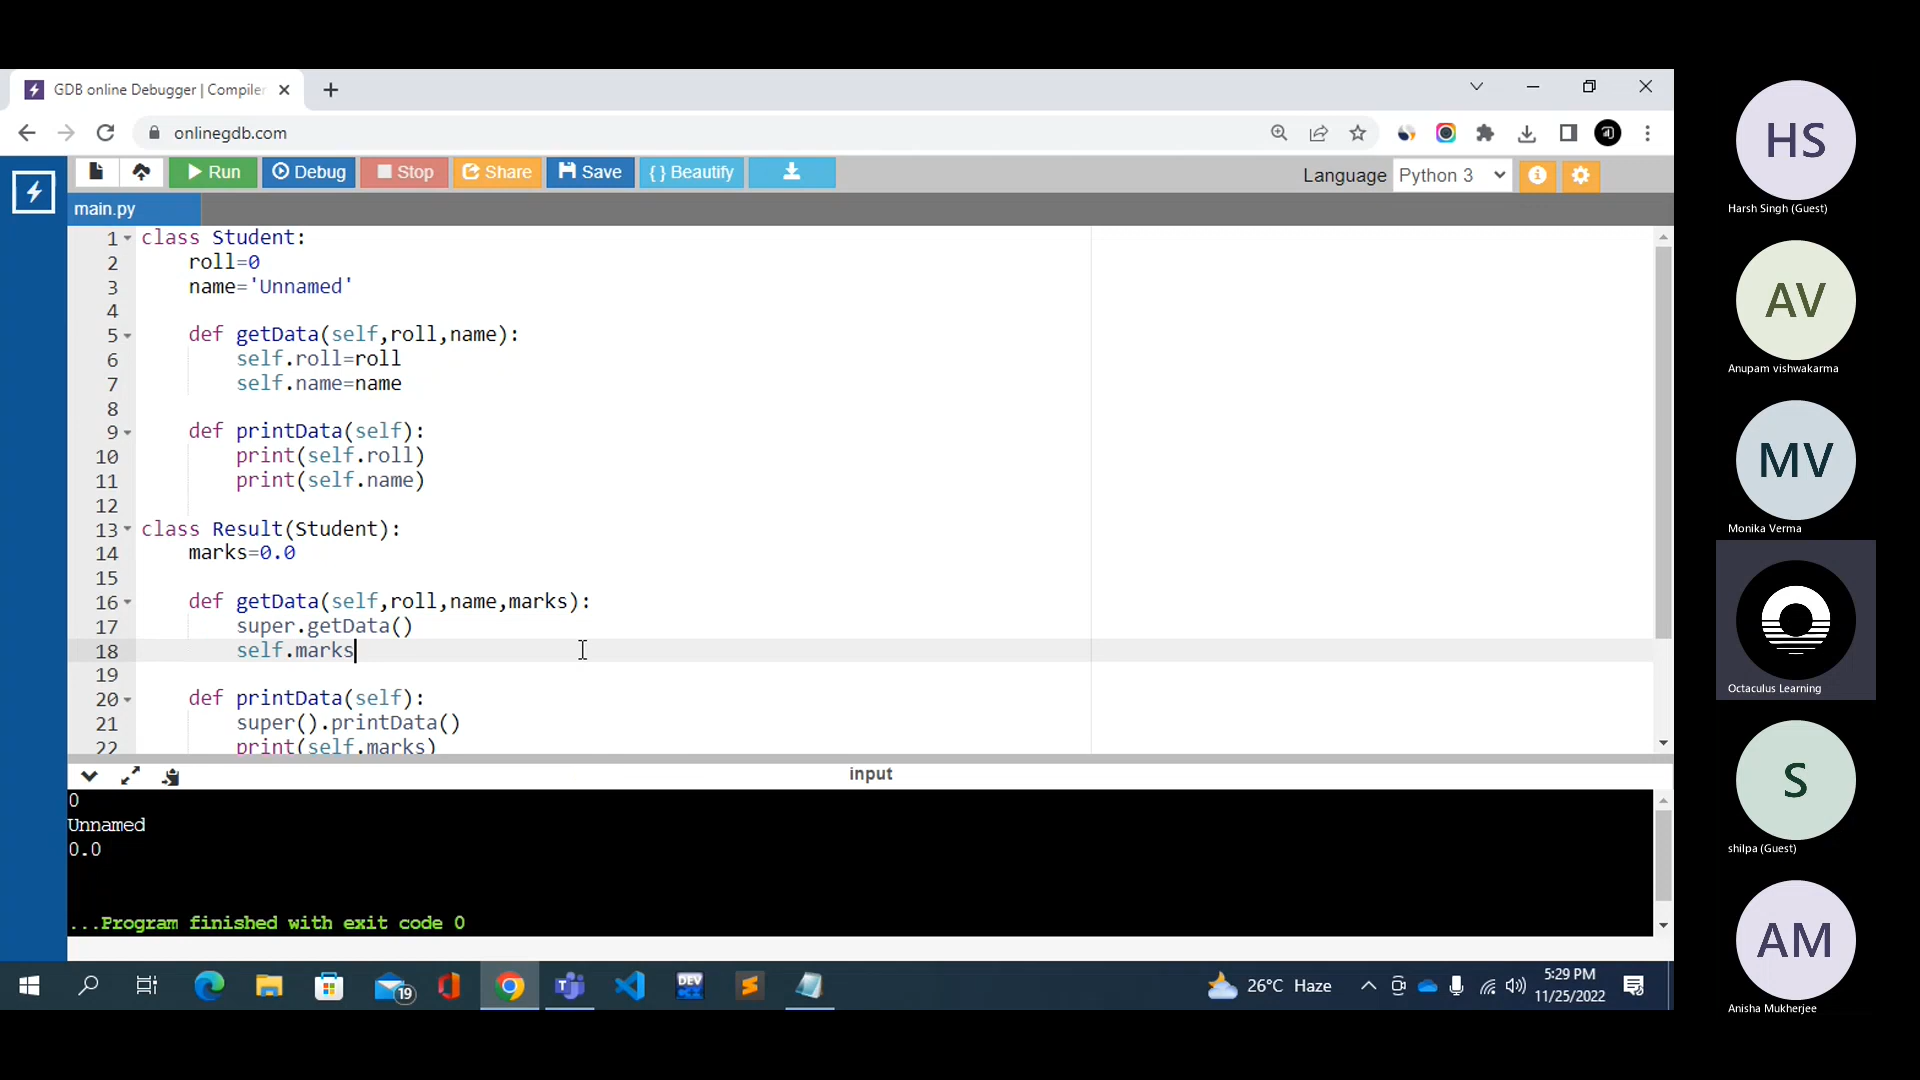 GDB online Debugger | Compiler
onlinegdb.com
Run
Debug
Stop
Share
Save
{ } Beautify
Language
Python 3
main.py
1 class Student:
2 roll=0
3 name='Unnamed'
4
5 def getData(self,roll,name):
6 self.roll=roll
7 self.name=name
8
9 def printData(self):
10 print(self.roll)
11 print(self.name)
12
13 class Result(Student):
14 marks=0.0
15
16 def getData(self,roll,name,marks):
17 super.getData()
18 self.marks
19
20 def printData(self):
21 super().printData()
22 print(self.marks)
input
0
Unnamed
0.0
...Program finished with exit code 0
19
DEV
26°C Haze
5:29 PM
11/25/2022
HS
Harsh Singh (Guest)
AV
Anupam vishwakarma
MV
Monika Verma
Octaculus Learning
S
shilpa (Guest)
AM
Anisha Mukherjee